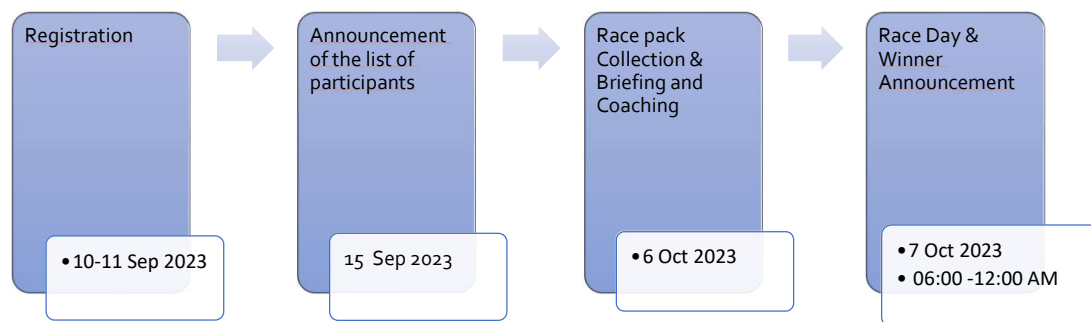 Registration
•10-11 Sep 2023
Announcement
of the list of
participants
15 Sep 2023
Race pack
Collection &
Briefing and
Coaching
•6 Oct 2023
Race Day &
Winner
Announcement
•7 Oct 2023
• 06:00 -12:00 AM